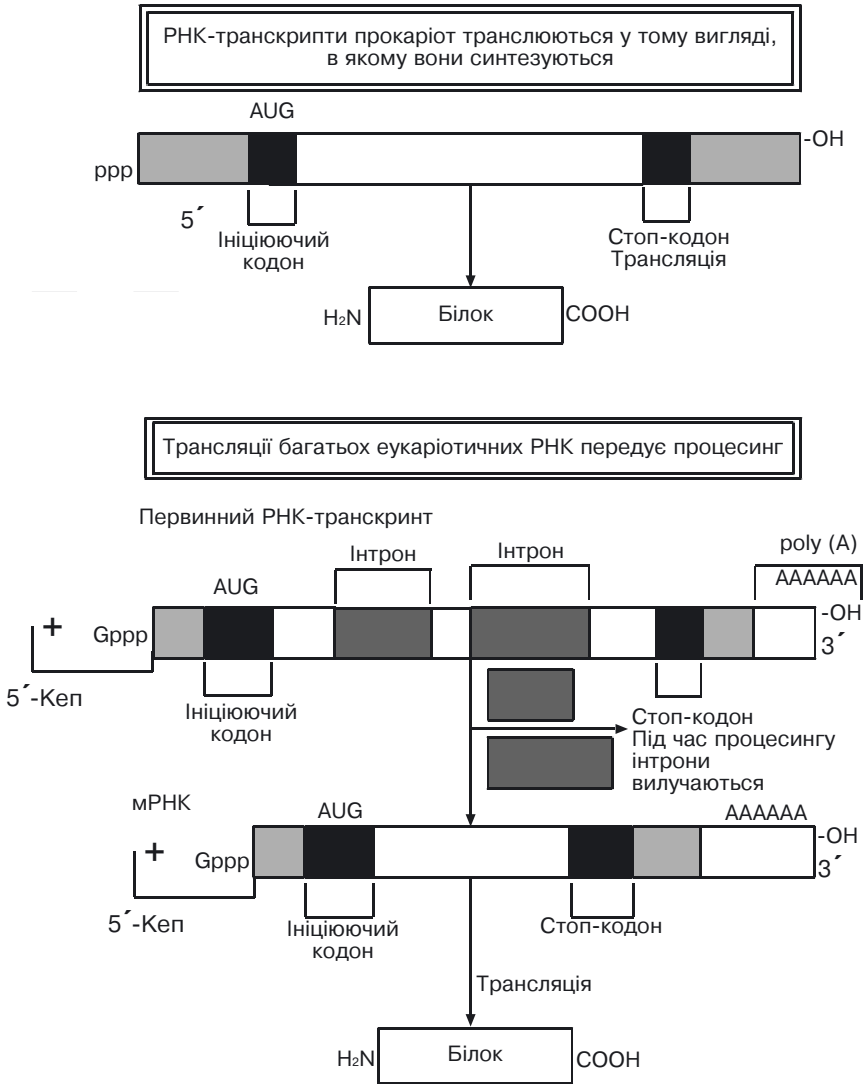 РНК-транскрипти прокаріот транслюються у тому вигляді,
в якому вони синтезуються
AUG
ppp
-OH
5´
Ініціюючий
кодон
Стоп-кодон
Трансляція
H₂N
Білок
COOH
Трансляції багатьох еукаріотичних РНК передує процесинг
Первинний РНК-транскринт
Інтрон
Інтрон
poly (A)
AUG
AAAAAA
+
Gppp
-OH
3´
5´-Кеп
Ініціюючий
кодон
Стоп-кодон
Під час процесингу
інтрони
вилучаються
мРНК
AUG
AAAAAA
+
Gppp
-OH
3´
5´-Кеп
Ініціюючий
кодон
Стоп-кодон
Трансляція
H₂N
Білок
COOH